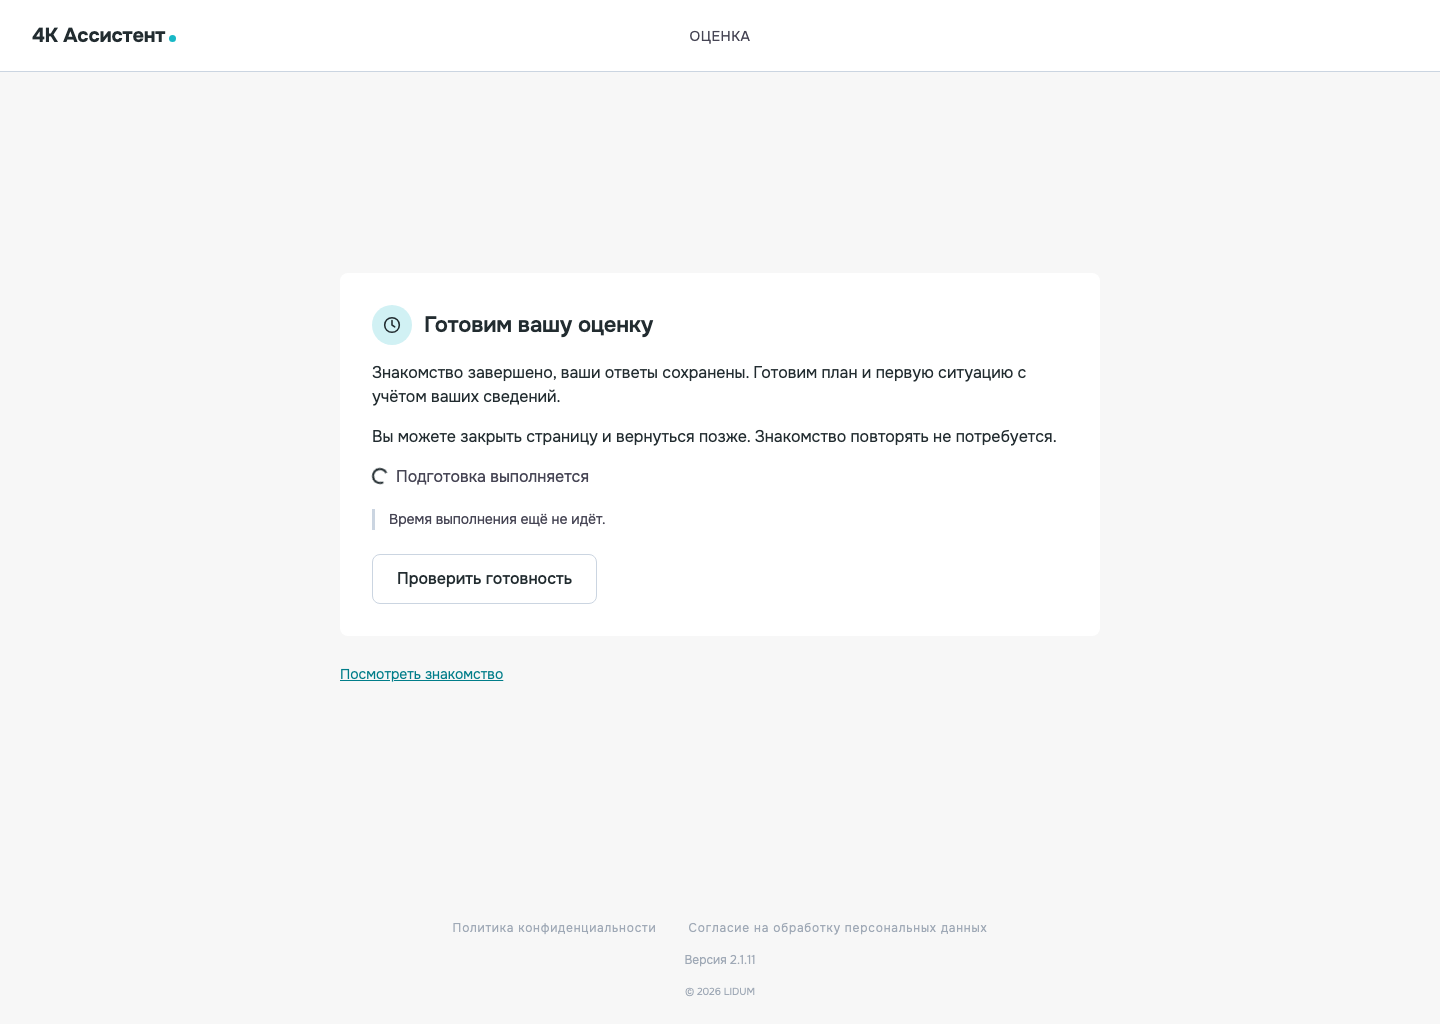 4К Ассистент
ОЦЕНКА
Готовим вашу оценку
Знакомство завершено, ваши ответы сохранены. Готовим план и первую ситуацию с
учётом ваших сведений.
Вы можете закрыть страницу и вернуться позже. Знакомство повторять не потребуется.
Подготовка выполняется
Время выполнения ещё не идёт.
Проверить готовность
Посмотреть знакомство
Политика конфиденциальности Согласие на обработку персональных данных
Версия 2.1.11
© 2026 LIDUM